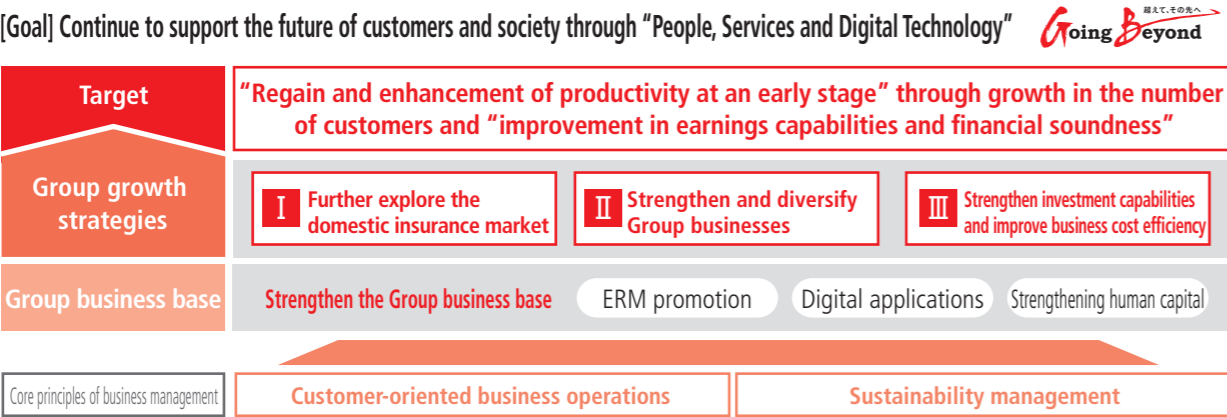 [Goal] Continue to support the future of customers and society through “People, Services and Digital Technology”
超えて、その先へ
Going Beyond
Target
“Regain and enhancement of productivity at an early stage” through growth in the number
of customers and “improvement in earnings capabilities and financial soundness”
Group growth
strategies
Ⅰ
Further explore the
domestic insurance market
Ⅱ
Strengthen and diversify
Group businesses
Ⅲ
Strengthen investment capabilities
and improve business cost efficiency
Group business base
Strengthen the Group business base
ERM promotion
Digital applications
Strengthening human capital
Core principles of business management
Customer-oriented business operations
Sustainability management